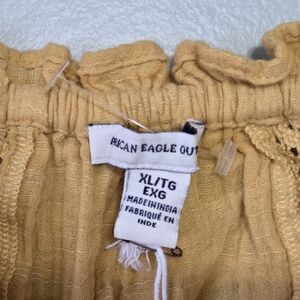 RICAN EAGLE OUT
XL/TG
EXG
MADE IN INDIA
FABRIQUÉ EN
INDE